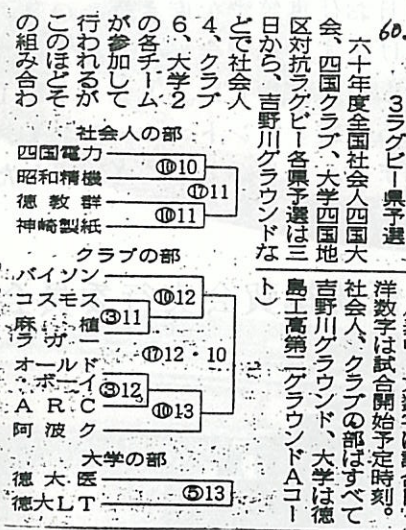 60.
3ラグビー県予選
六十年度全国社会人四国大
会、四国クラブ、大学四国地
区対抗ラグビー各県予選は三
日から、吉野川グラウンドな
どで社会人
4、クラブ
6、大学2
の各チーム
が参加して
行われるが
このほどそ
の組み合わ
洋数字は試合開始予定時刻。
社会人、クラブの部はすべて
吉野川グラウンド、大学は徳
島工高第二グラウンドAコー
ト)
社会人の部
四国電力
⑩10
昭和精機
⑰11
徳教群
⑩11
神崎製紙
クラブの部
バイソン
⑩12
コスモス
③11
麻植
ラガー
⑰12・10
オールド
ボーイ
③12
ARC
⑩13
阿波ク
大学の部
徳大医
⑤13
徳大LT